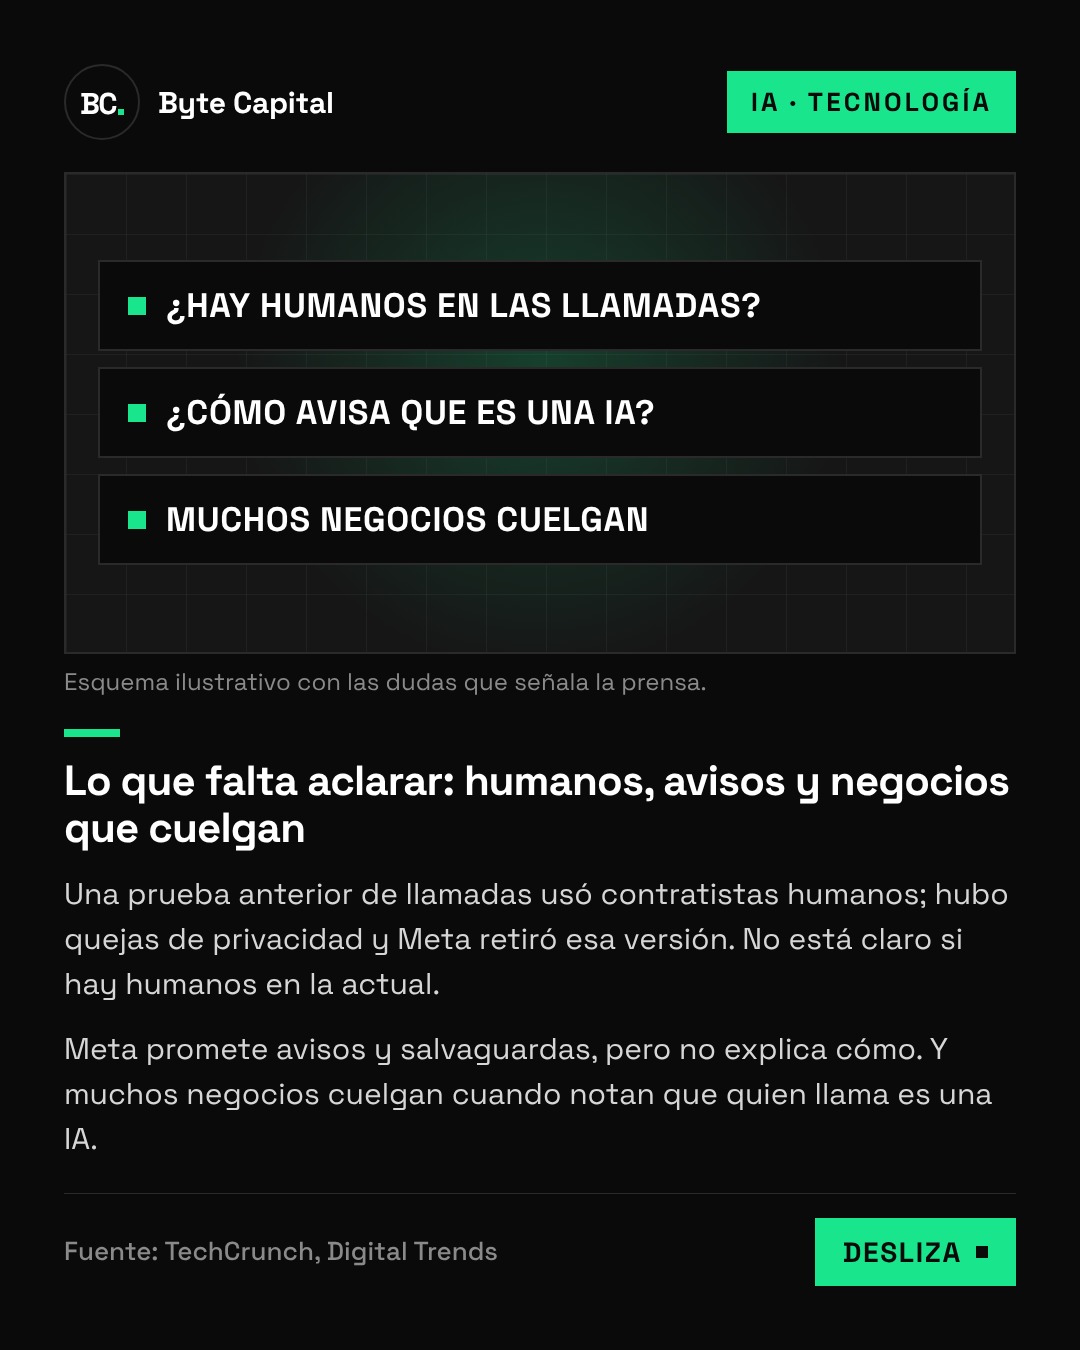 BC.
Byte Capital
IA · TECNOLOGÍA
¿HAY HUMANOS EN LAS LLAMADAS?
¿CÓMO AVISA QUE ES UNA IA?
MUCHOS NEGOCIOS CUELGAN
Esquema ilustrativo con las dudas que señala la prensa.
Lo que falta aclarar: humanos, avisos y negocios
que cuelgan
Una prueba anterior de llamadas usó contratistas humanos; hubo
quejas de privacidad y Meta retiró esa versión. No está claro si
hay humanos en la actual.
Meta promete avisos y salvaguardas, pero no explica cómo. Y
muchos negocios cuelgan cuando notan que quien llama es una
IA.
Fuente: TechCrunch, Digital Trends
DESLIZA